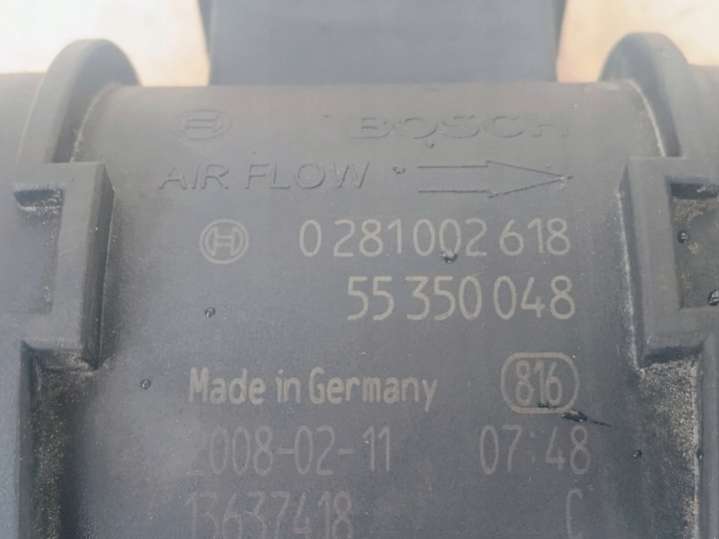 BOSCH
AIR FLOW
0 281 002 618
55 350 048
Made in Germany 816
2008-02-11 07:48
13637418 C